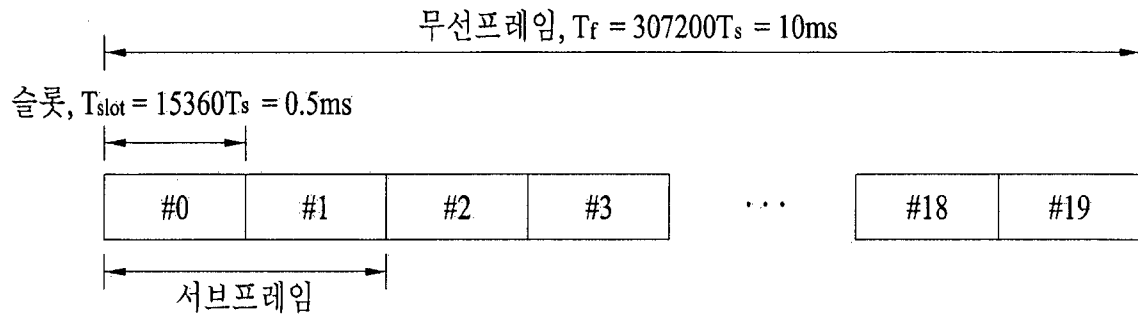 무선프레임, Tf = 307200Ts = 10ms
슬롯, Tslot = 15360Ts = 0.5ms
#0 #1 #2 #3 ··· #18 #19
서브프레임